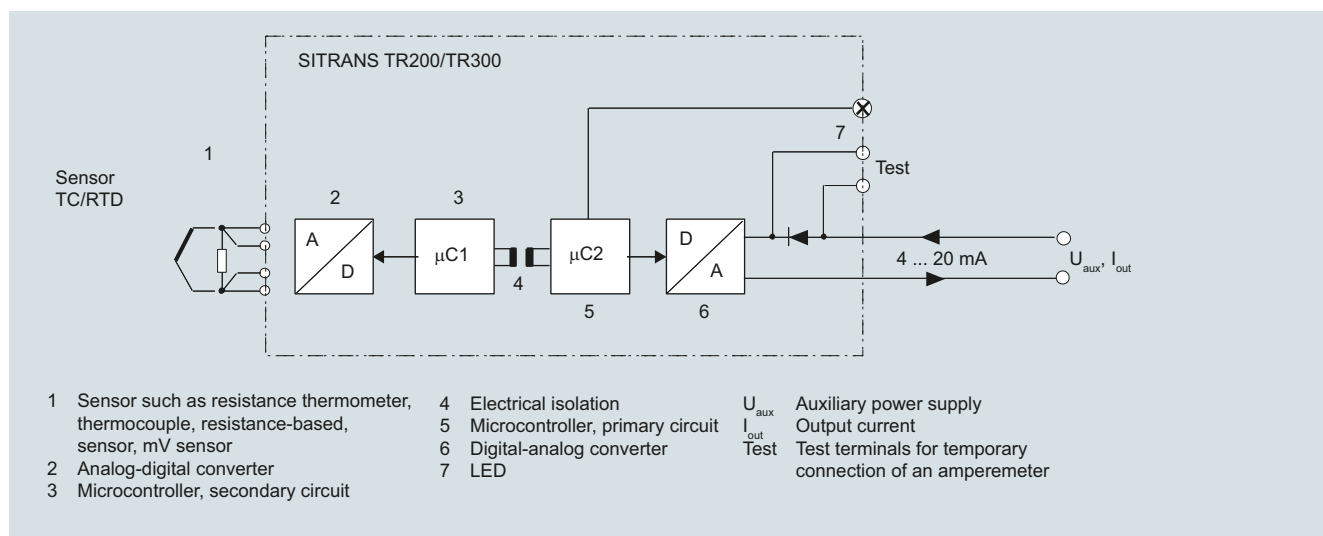 SITRANS TR200/TR300
7
Test
1
Sensor
TC/RTD
2
3
A
D
µC1
µC2
D
A
4
5
6
4 ... 20 mA
Uaux, Iout
1 Sensor such as resistance thermometer,
thermocouple, resistance-based,
sensor, mV sensor
2 Analog-digital converter
3 Microcontroller, secondary circuit
4 Electrical isolation
5 Microcontroller, primary circuit
6 Digital-analog converter
7 LED
Uaux Auxiliary power supply
Iout Output current
Test Test terminals for temporary
connection of an amperemeter